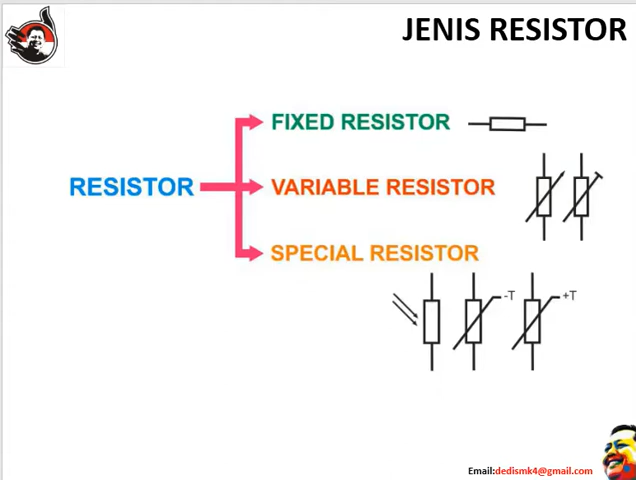 JENIS RESISTOR
FIXED RESISTOR
RESISTOR
VARIABLE RESISTOR
SPECIAL RESISTOR
-T
+T
Email:dedismk4@gmail.com